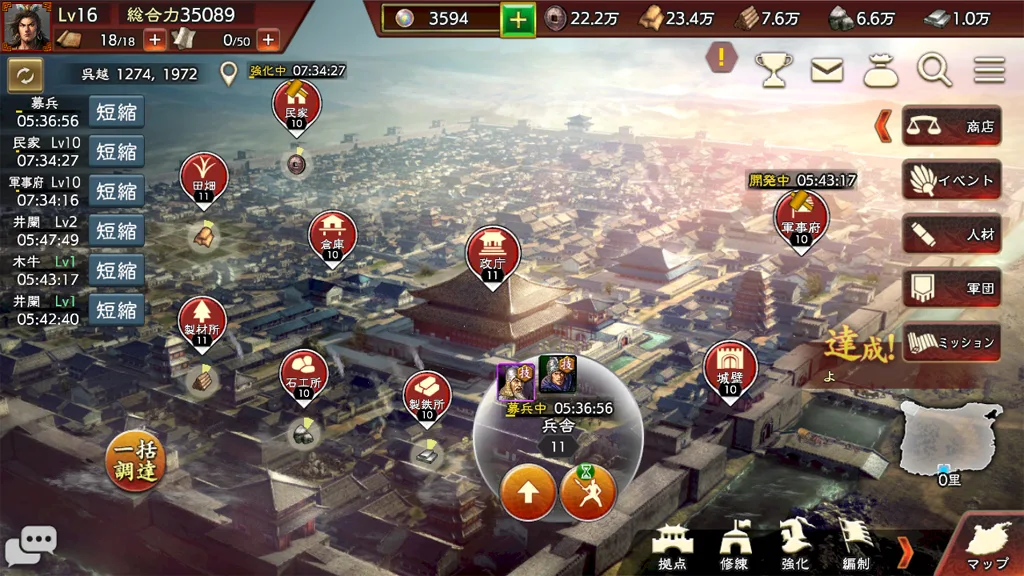 Lv16 総合力35089
18/18
0/50
3594
22.2万
23.4万
7.6万
6.6万
1.0万
呉越 1274, 1972
強化中 07:34:27
募兵
05:36:56
短縮
民家 Lv10
07:34:27
短縮
軍事府 Lv10
07:34:16
短縮
井闌 Lv2
05:47:49
短縮
木牛 Lv1
05:43:17
短縮
井闌 Lv1
05:42:40
短縮
民家
10
田畑
11
倉庫
10
政庁
11
開発中 05:43:17
軍事府
10
製材所
11
石工所
10
製鉄所
10
城壁
10
技
技
募兵中 05:36:56
兵舎
11
一括
調達
商店
イベント
人材
軍団
ミッション
達成!
よ
0里
拠点
修練
強化
編制
マップ